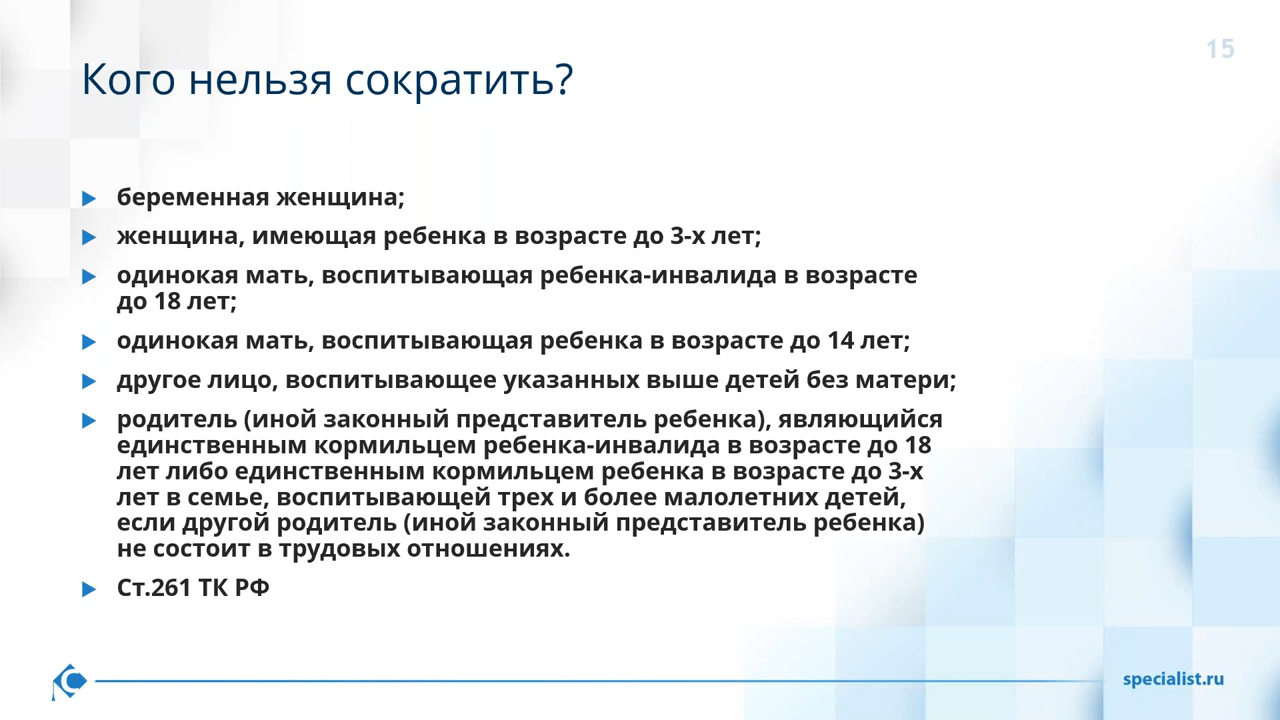 15
Кого нельзя сократить?
беременная женщина;
женщина, имеющая ребенка в возрасте до 3-х лет;
одинокая мать, воспитывающая ребенка-инвалида в возрасте
до 18 лет;
одинокая мать, воспитывающая ребенка в возрасте до 14 лет;
другое лицо, воспитывающее указанных выше детей без матери;
родитель (иной законный представитель ребенка), являющийся
единственным кормильцем ребенка-инвалида в возрасте до 18
лет либо единственным кормильцем ребенка в возрасте до 3-х
лет в семье, воспитывающей трех и более малолетних детей,
если другой родитель (иной законный представитель ребенка)
не состоит в трудовых отношениях.
Ст.261 ТК РФ
specialist.ru